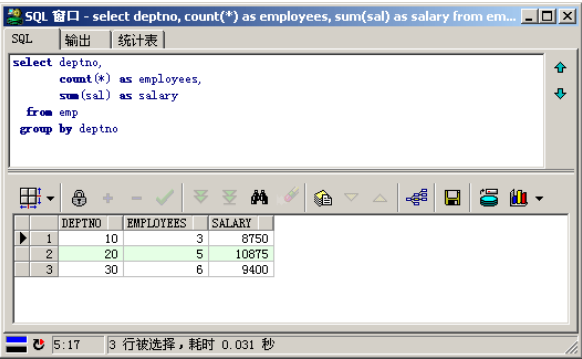 SQL 窗口 - select deptno, count(*) as employees, sum(sal) as salary from em...
SQL 输出 统计表
select deptno,
count(*) as employees,
sum(sal) as salary
from emp
group by deptno
DEPTNO EMPLOYEES SALARY
1 10 3 8750
2 20 5 10875
3 30 6 9400
5:17 3 行被选择，耗时 0.031 秒